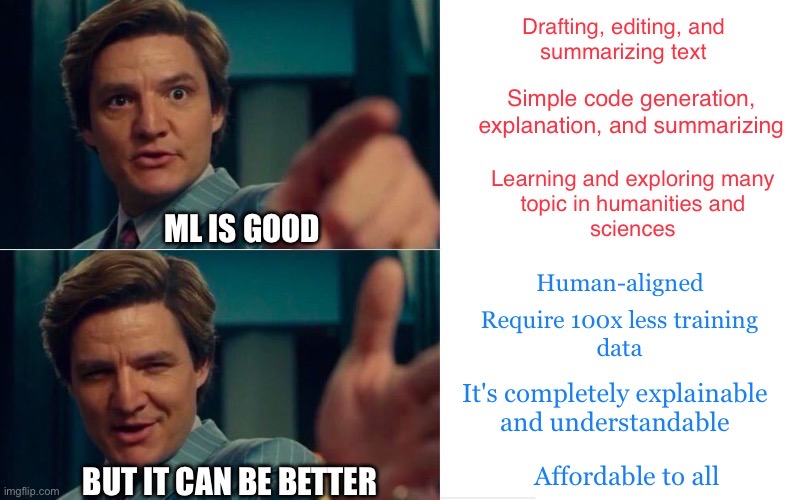 Drafting, editing, and
summarizing text
Simple code generation,
explanation, and summarizing
Learning and exploring many
topic in humanities and
sciences
ML IS GOOD
Human-aligned
Require 100x less training
data
It's completely explainable
and understandable
Affordable to all
BUT IT CAN BE BETTER
imgflip.com